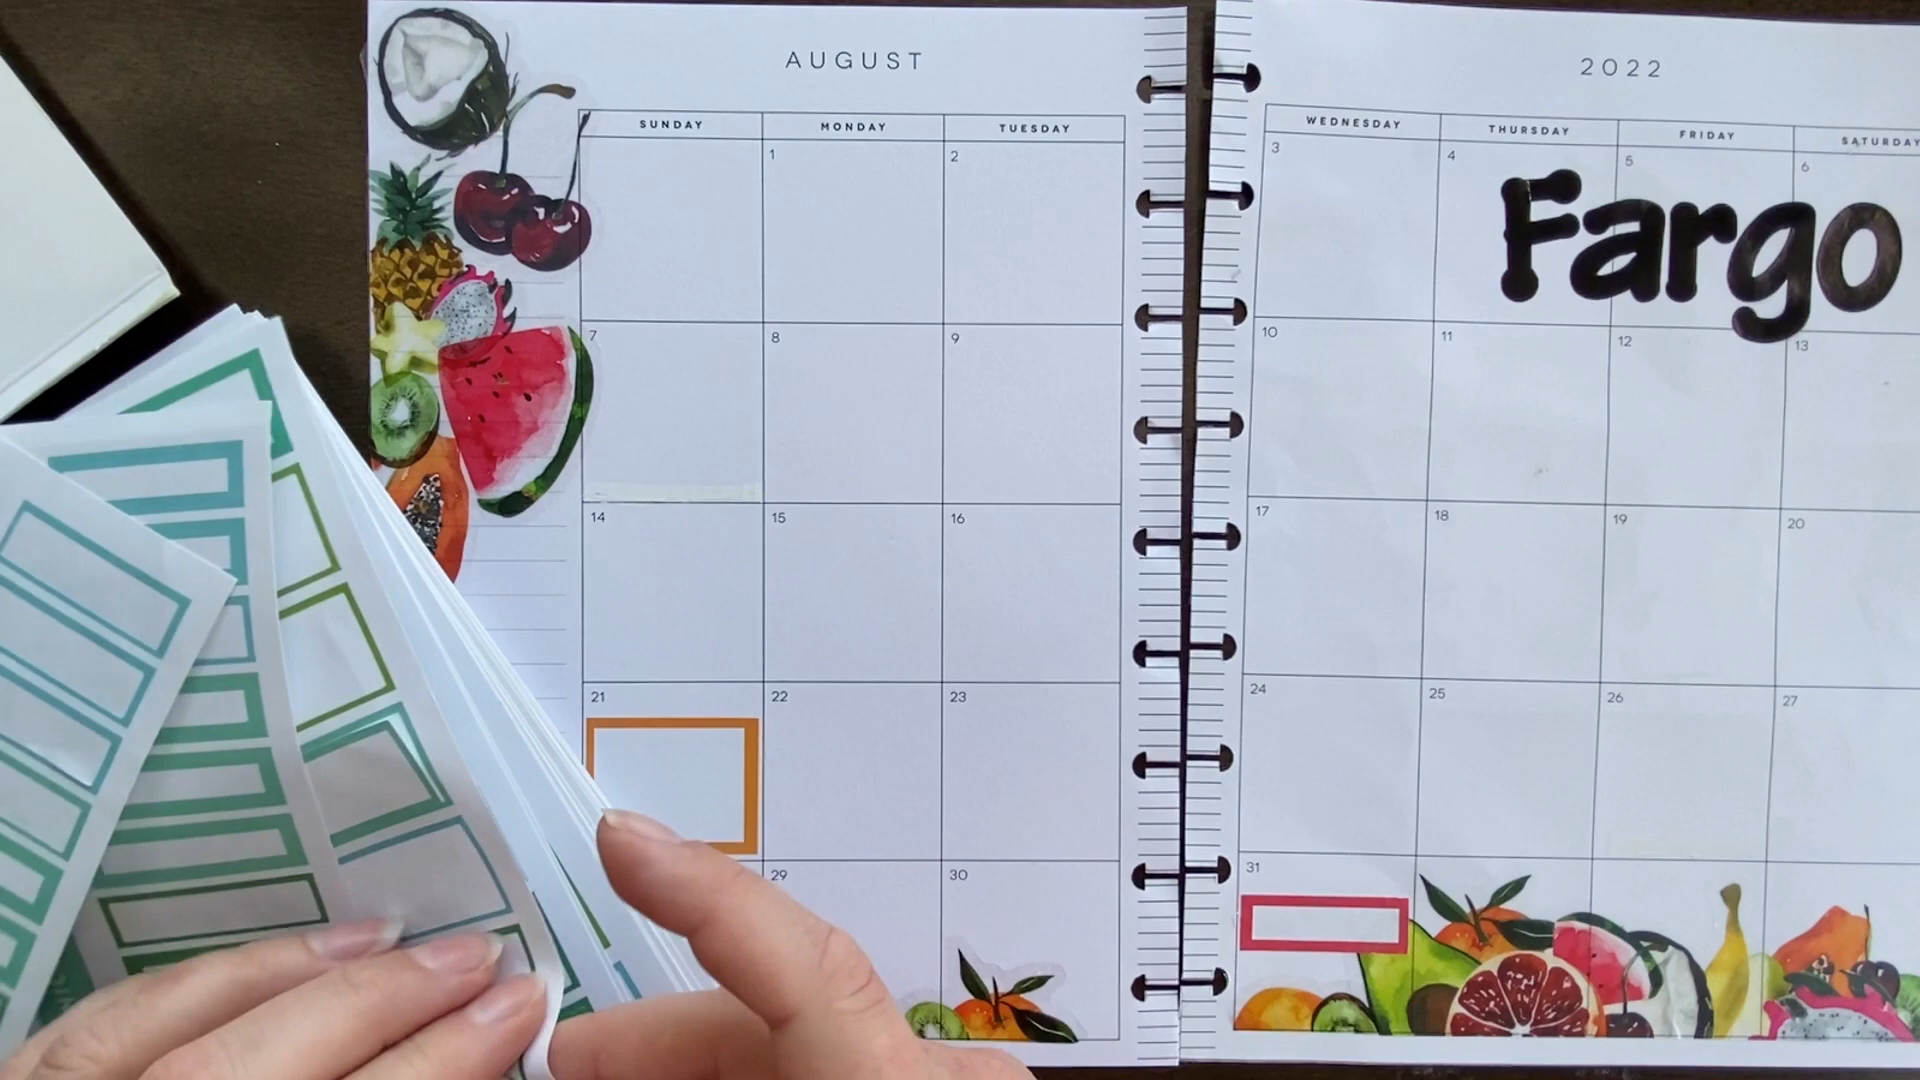 AUGUST
2022
SUNDAY MONDAY TUESDAY WEDNESDAY THURSDAY FRIDAY SATURDAY
1 2 3 4 5 6
Fargo
7 8 9 10 11 12 13
14 15 16 17 18 19 20
21 22 23 24 25 26 27
29 30 31